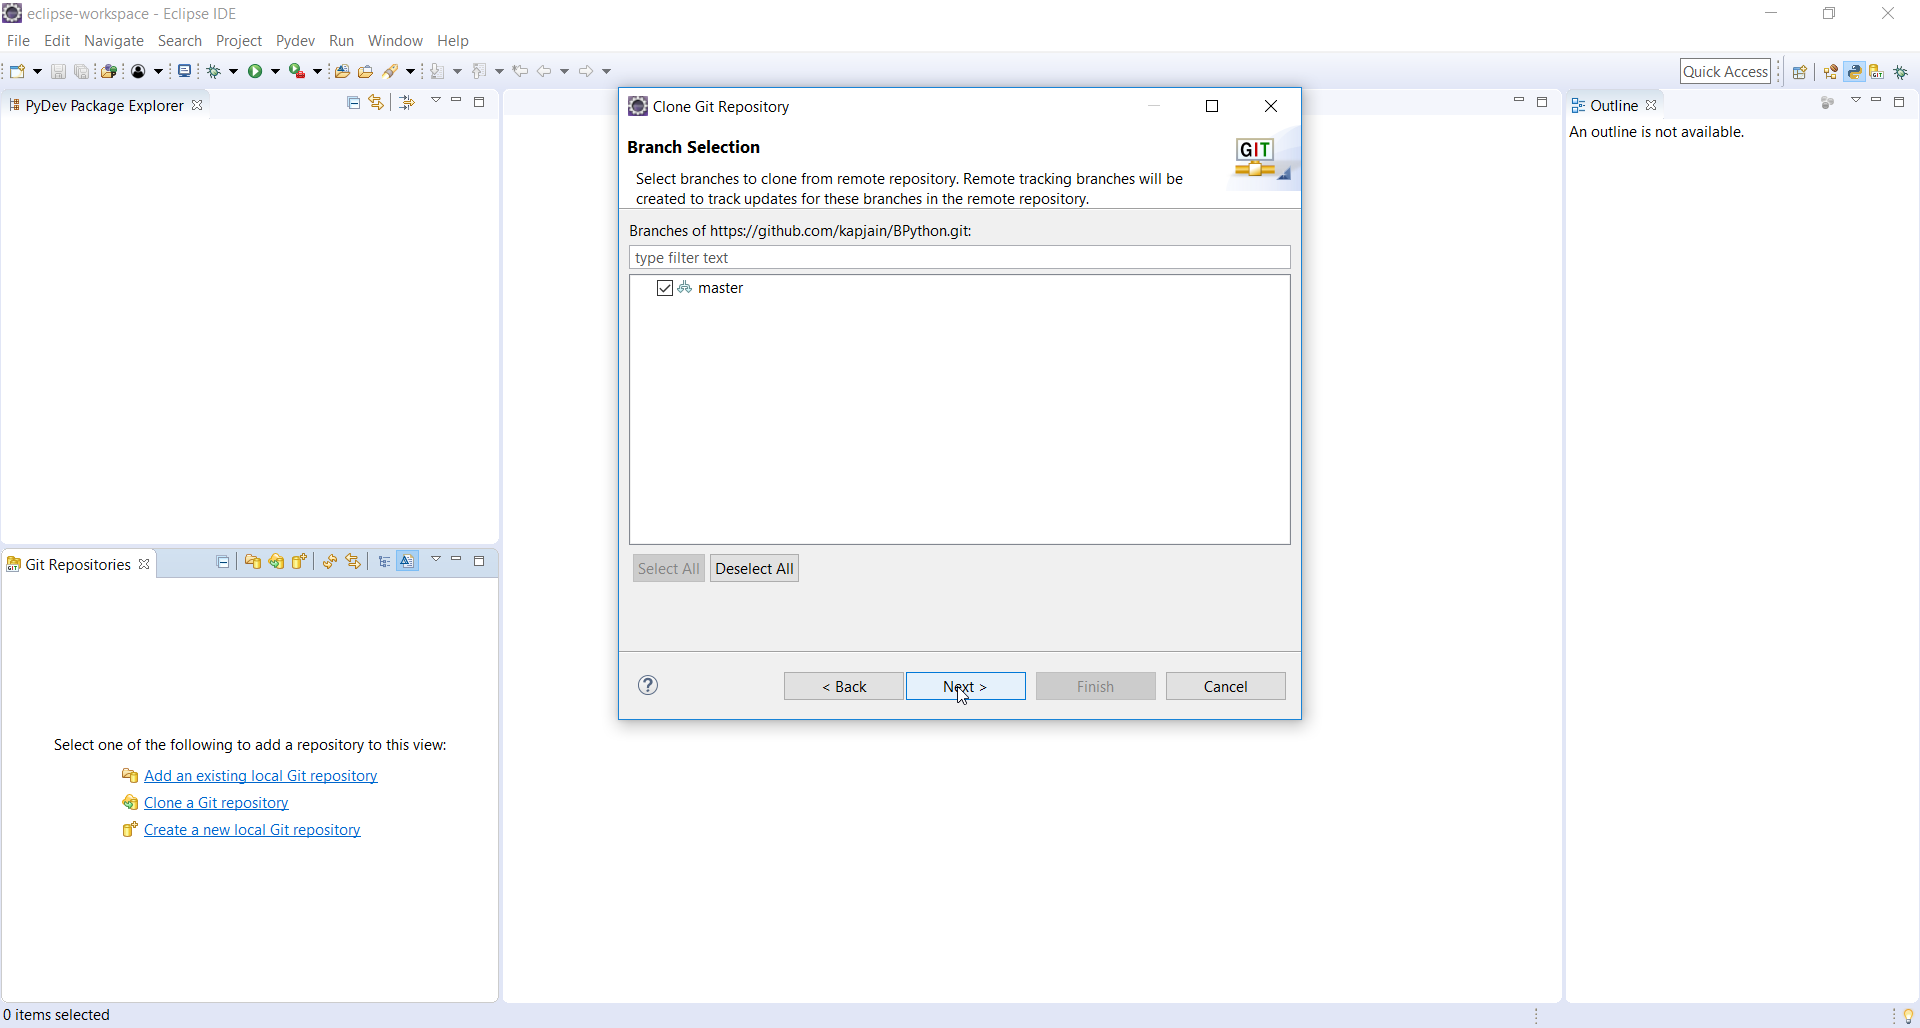 eclipse-workspace - Eclipse IDE
File Edit Navigate Search Project Pydev Run Window Help
Quick Access
PyDev Package Explorer
Clone Git Repository
Branch Selection
GIT
Select branches to clone from remote repository. Remote tracking branches will be
created to track updates for these branches in the remote repository.
Branches of https://github.com/kapjain/BPython.git:
type filter text
master
Select All Deselect All
< Back Next > Finish Cancel
Outline
An outline is not available.
Git Repositories
Select one of the following to add a repository to this view:
Add an existing local Git repository
Clone a Git repository
Create a new local Git repository
0 items selected